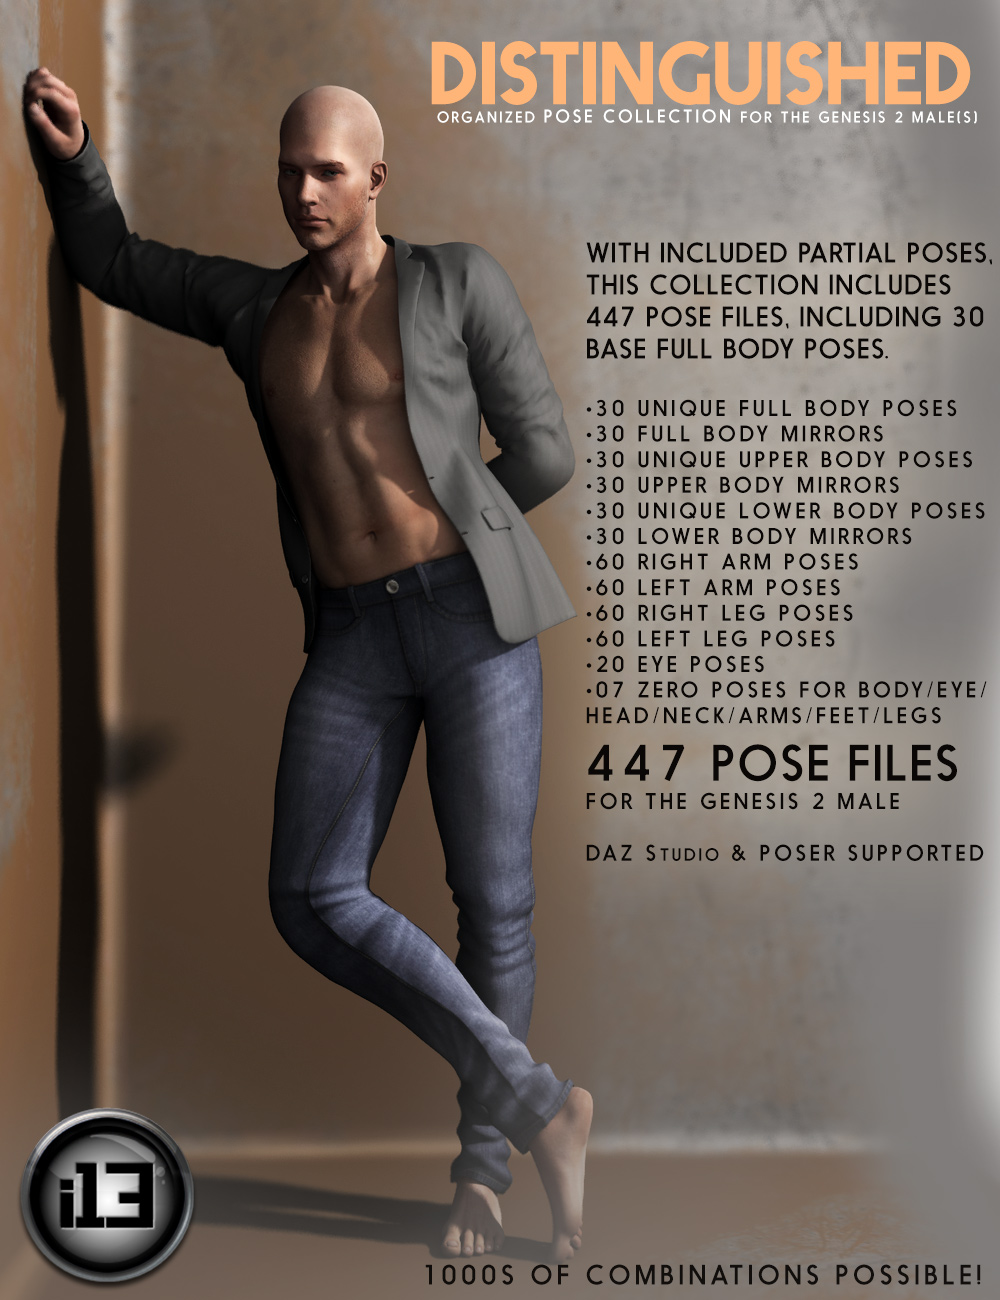 DISTINGUISHED
ORGANIZED POSE COLLECTION FOR THE GENESIS 2 MALE(S)
WITH INCLUDED PARTIAL POSES,
THIS COLLECTION INCLUDES
447 POSE FILES, INCLUDING 30
BASE FULL BODY POSES.
•30 UNIQUE FULL BODY POSES
•30 FULL BODY MIRRORS
•30 UNIQUE UPPER BODY POSES
•30 UPPER BODY MIRRORS
•30 UNIQUE LOWER BODY POSES
•30 LOWER BODY MIRRORS
•60 RIGHT ARM POSES
•60 LEFT ARM POSES
•60 RIGHT LEG POSES
•60 LEFT LEG POSES
•20 EYE POSES
•07 ZERO POSES FOR BODY/EYE/
HEAD/NECK/ARMS/FEET/LEGS
447 POSE FILES
FOR THE GENESIS 2 MALE
DAZ STUDIO & POSER SUPPORTED
i13
1000S OF COMBINATIONS POSSIBLE!